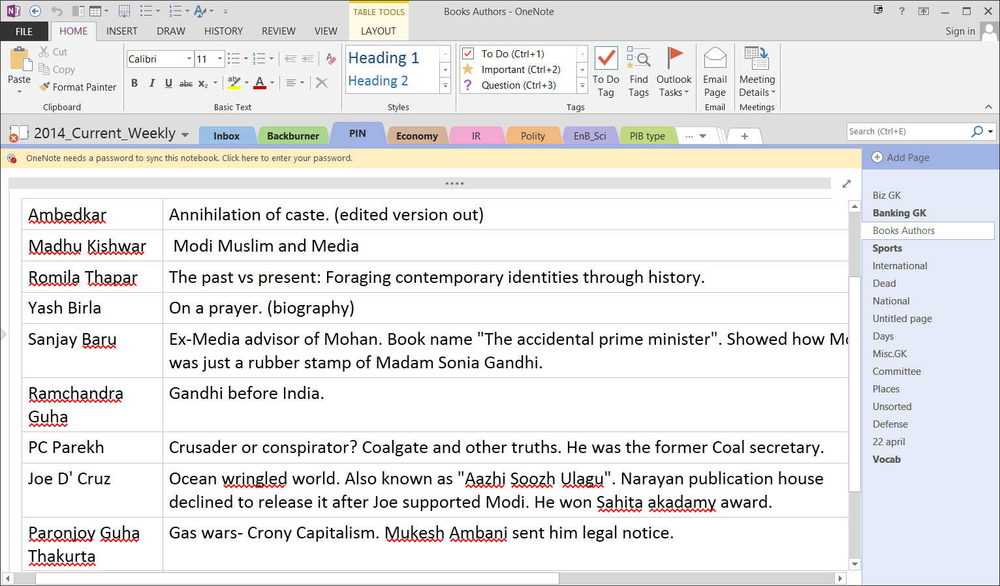 Books Authors - OneNote
TABLE TOOLS
Sign in
FILE HOME INSERT DRAW HISTORY REVIEW VIEW LAYOUT
Paste
Cut
Copy
Format Painter
Clipboard
Calibri 11
B I U abc x₂ ab A
Basic Text
Heading 1
Heading 2
Styles
To Do (Ctrl+1)
Important (Ctrl+2)
Question (Ctrl+3)
To Do Tag
Find Tags
Outlook Tasks
Tags
Email Page
Email
Meeting Details
Meetings
2014_Current_Weekly
Inbox Backburner PIN Economy IR Polity EnB_Sci PIB type ... +
Search (Ctrl+E)
OneNote needs a password to sync this notebook. Click here to enter your password.
Add Page
Ambedkar Annihilation of caste. (edited version out)
Madhu Kishwar Modi Muslim and Media
Romila Thapar The past vs present: Foraging contemporary identities through history.
Yash Birla On a prayer. (biography)
Sanjay Baru Ex-Media advisor of Mohan. Book name "The accidental prime minister". Showed how
was just a rubber stamp of Madam Sonia Gandhi.
Ramchandra Gandhi before India.
Guha
PC Parekh Crusader or conspirator? Coalgate and other truths. He was the former Coal secretary.
Joe D' Cruz Ocean wringled world. Also known as "Aazhi Soozh Ulagu". Narayan publication house
declined to release it after Joe supported Modi. He won Sahita akadamy award.
Paronjoy Guha Gas wars- Crony Capitalism. Mukesh Ambani sent him legal notice.
Thakurta
Biz GK
Banking GK
Books Authors
Sports
International
Dead
National
Untitled page
Days
Misc.GK
Committee
Places
Unsorted
Defense
22 april
Vocab